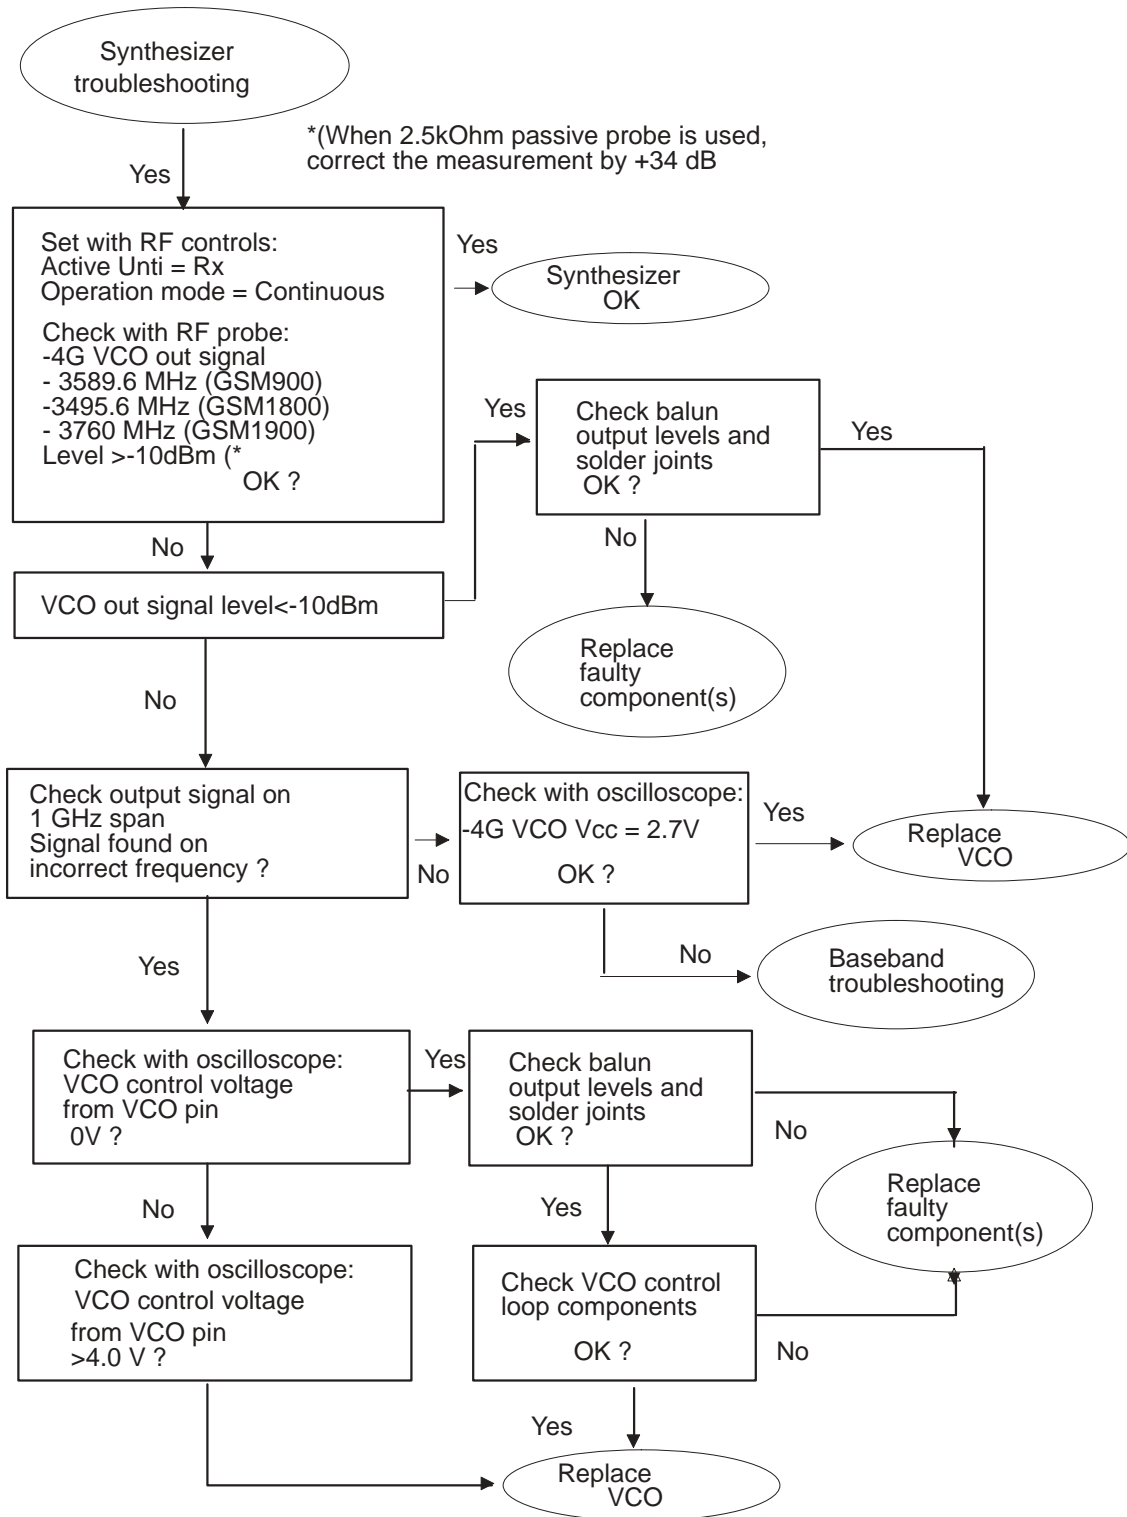 Synthesizer
troubleshooting
*(When 2.5kOhm passive probe is used,
correct the measurement by +34 dB
Yes
Set with RF controls:
Active Unti = Rx
Operation mode = Continuous
Check with RF probe:
-4G VCO out signal
- 3589.6 MHz (GSM900)
-3495.6 MHz (GSM1800)
- 3760 MHz (GSM1900)
Level >-10dBm (*
OK ?
Yes
Synthesizer
OK
No
VCO out signal level<-10dBm
Yes
Check balun
output levels and
solder joints
OK ?
Yes
No
Replace
faulty
component(s)
No
Check output signal on
1 GHz span
Signal found on
incorrect frequency ?
No
Check with oscilloscope:
-4G VCO Vcc = 2.7V
OK ?
Yes
Replace
VCO
No
Baseband
troubleshooting
Yes
Check with oscilloscope:
VCO control voltage
from VCO pin
0V ?
Yes
Check balun
output levels and
solder joints
OK ?
No
Replace
faulty
component(s)
No
Yes
Check with oscilloscope:
VCO control voltage
from VCO pin
>4.0 V ?
Check VCO control
loop components
OK ?
No
Yes
Replace
VCO